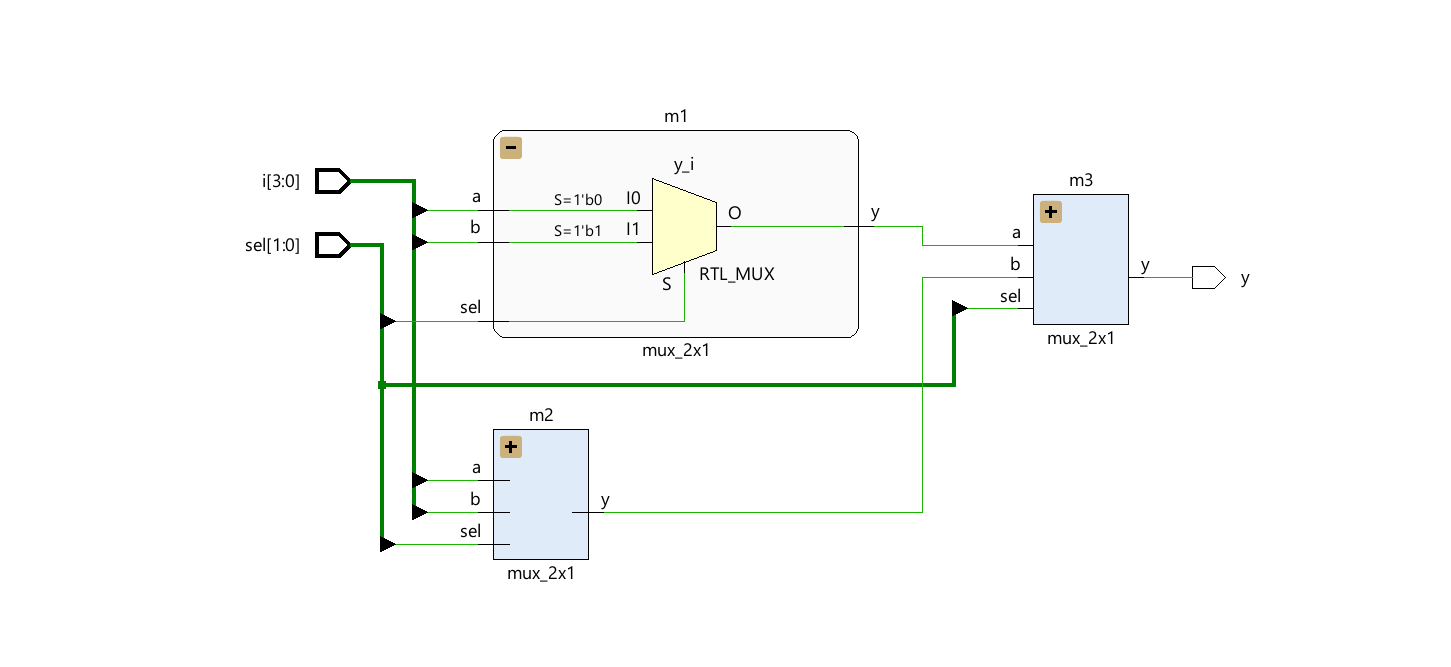 m1
y_i
i[3:0]
a
S=1'b0
I0
O
y
b
S=1'b1
I1
sel[1:0]
S
RTL_MUX
sel
mux_2x1
m3
a
b
sel
y
y
mux_2x1
m2
a
b
sel
y
mux_2x1